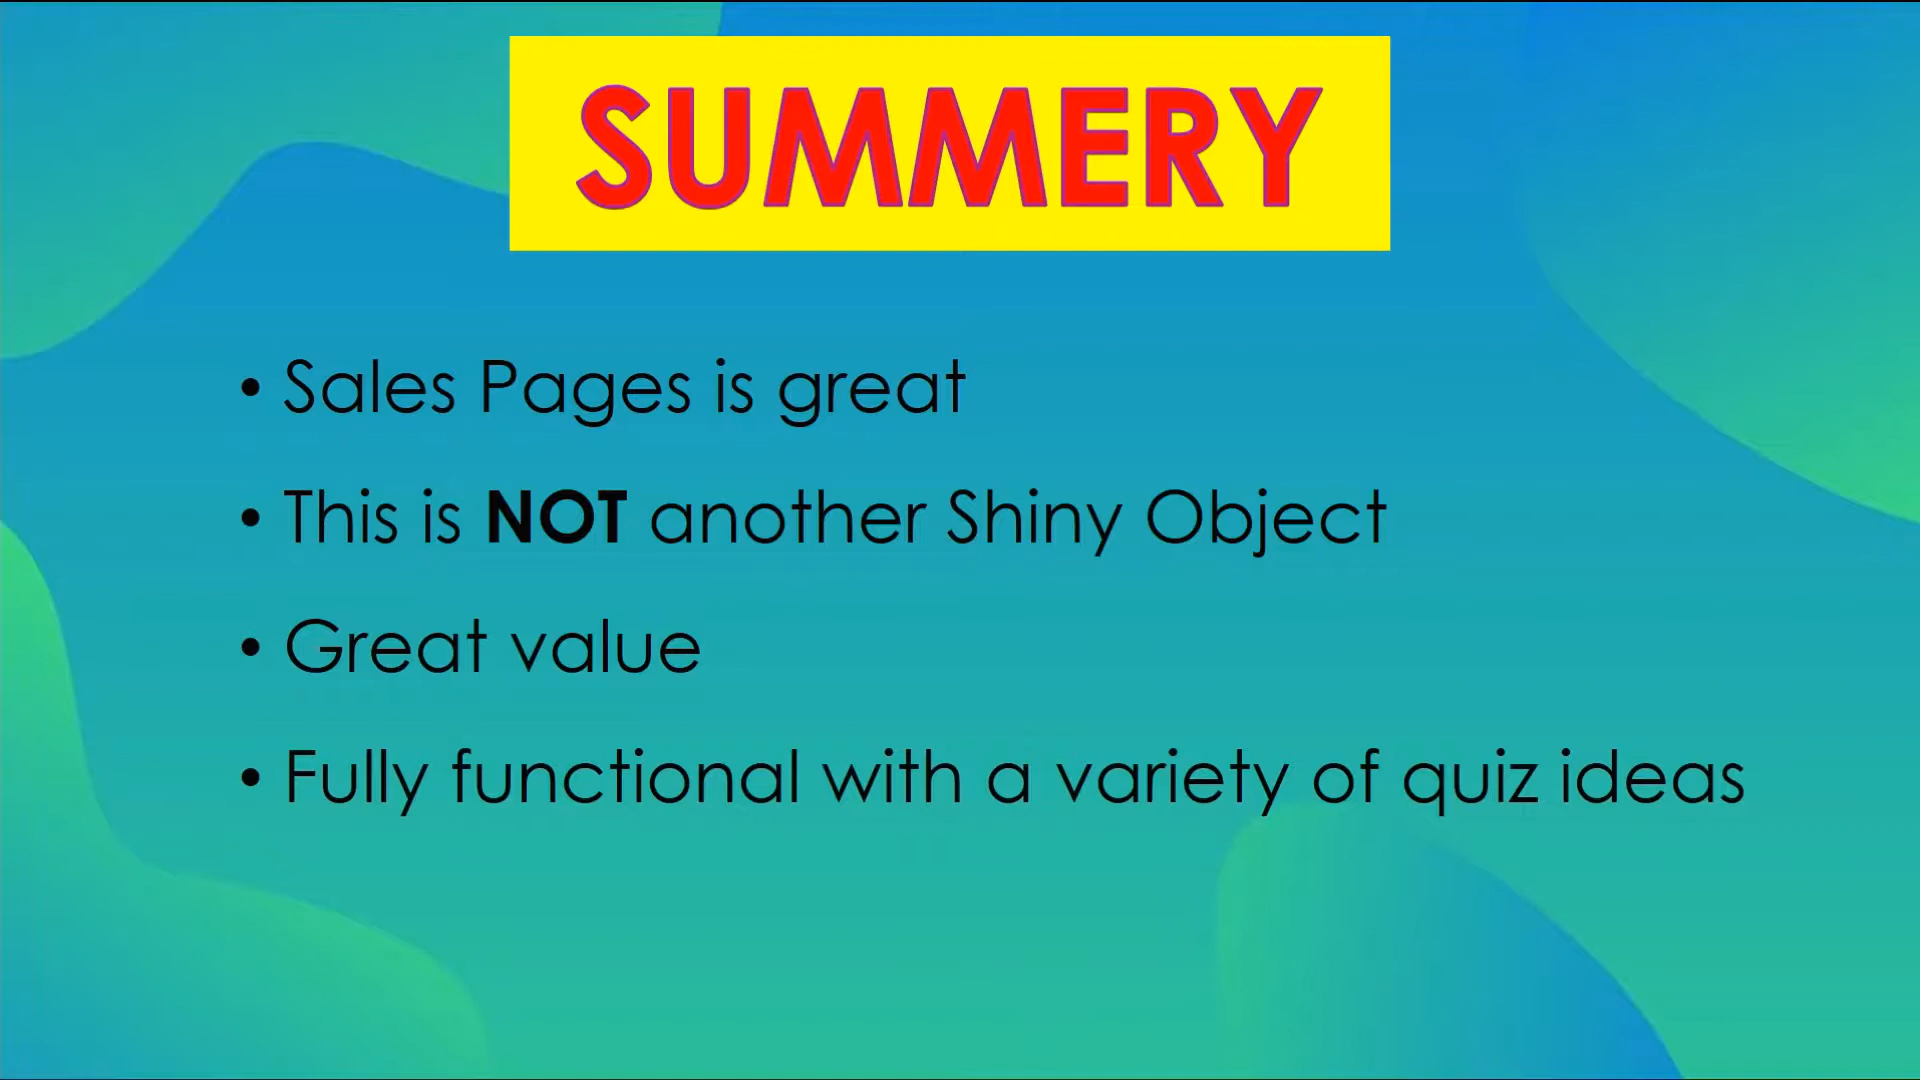 SUMMERY
• Sales Pages is great
• This is NOT another Shiny Object
• Great value
• Fully functional with a variety of quiz ideas